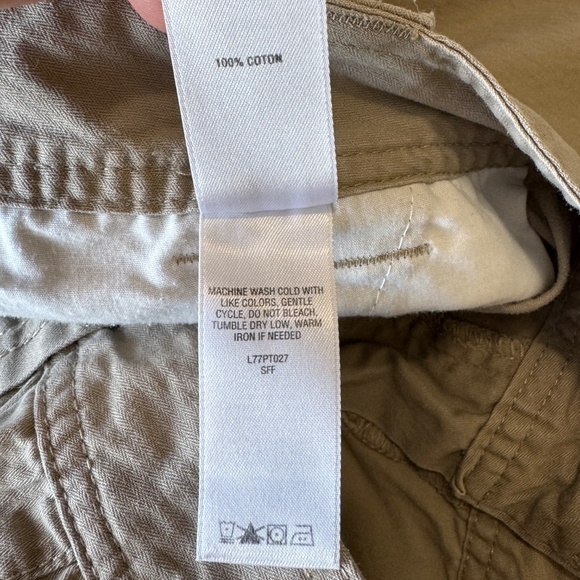 100% COTON
MACHINE WASH COLD WITH
LIKE COLORS, GENTLE
CYCLE, DO NOT BLEACH,
TUMBLE DRY LOW, WARM
IRON IF NEEDED
L77PT027
SFF